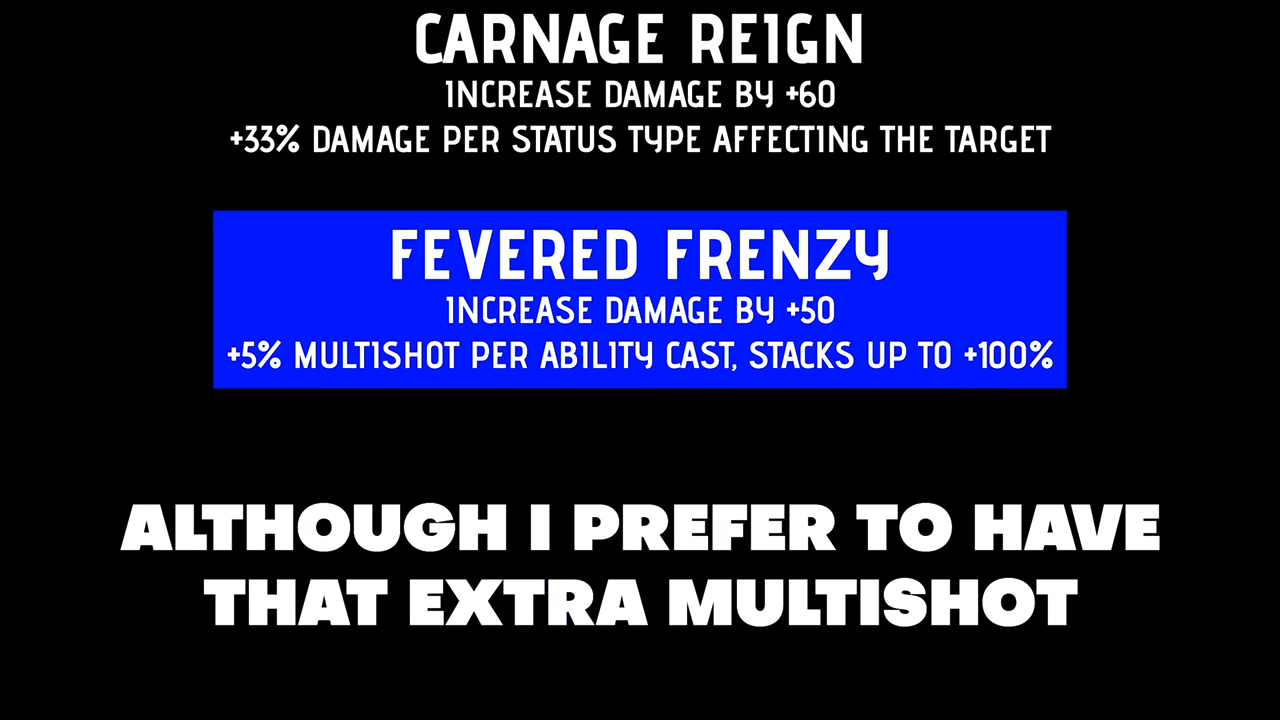 CARNAGE REIGN
INCREASE DAMAGE BY +60
+33% DAMAGE PER STATUS TYPE AFFECTING THE TARGET
FEVERED FRENZY
INCREASE DAMAGE BY +50
+5% MULTISHOT PER ABILITY CAST, STACKS UP TO +100%
ALTHOUGH I PREFER TO HAVE
THAT EXTRA MULTISHOT